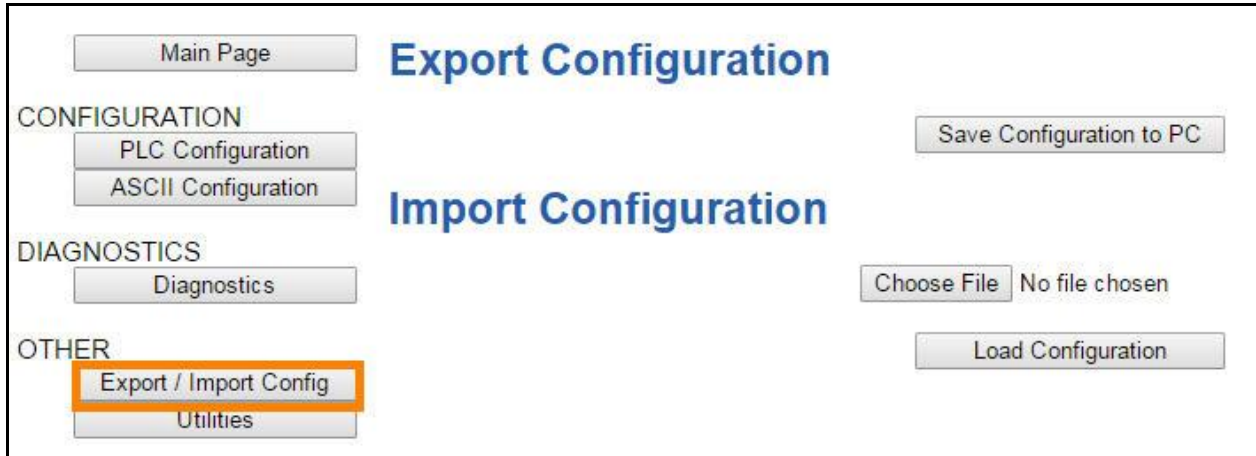 Main Page
CONFIGURATION
PLC Configuration
ASCII Configuration
DIAGNOSTICS
Diagnostics
OTHER
Export / Import Config
Utilities
Export Configuration
Save Configuration to PC
Import Configuration
Choose File No file chosen
Load Configuration